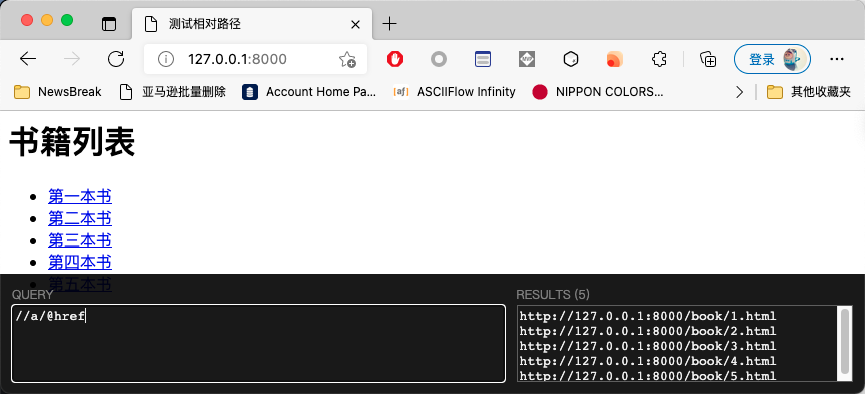 测试相对路径
127.0.0.1:8000
登录
NewsBreak
亚马逊批量删除
Account Home Pa...
[af]
ASCIIFlow Infinity
NIPPON COLORS...
其他收藏夹
书籍列表
第一本书
第二本书
第三本书
第四本书
第五本书
QUERY
//a/@href
RESULTS (5)
http://127.0.0.1:8000/book/1.html
http://127.0.0.1:8000/book/2.html
http://127.0.0.1:8000/book/3.html
http://127.0.0.1:8000/book/4.html
http://127.0.0.1:8000/book/5.html